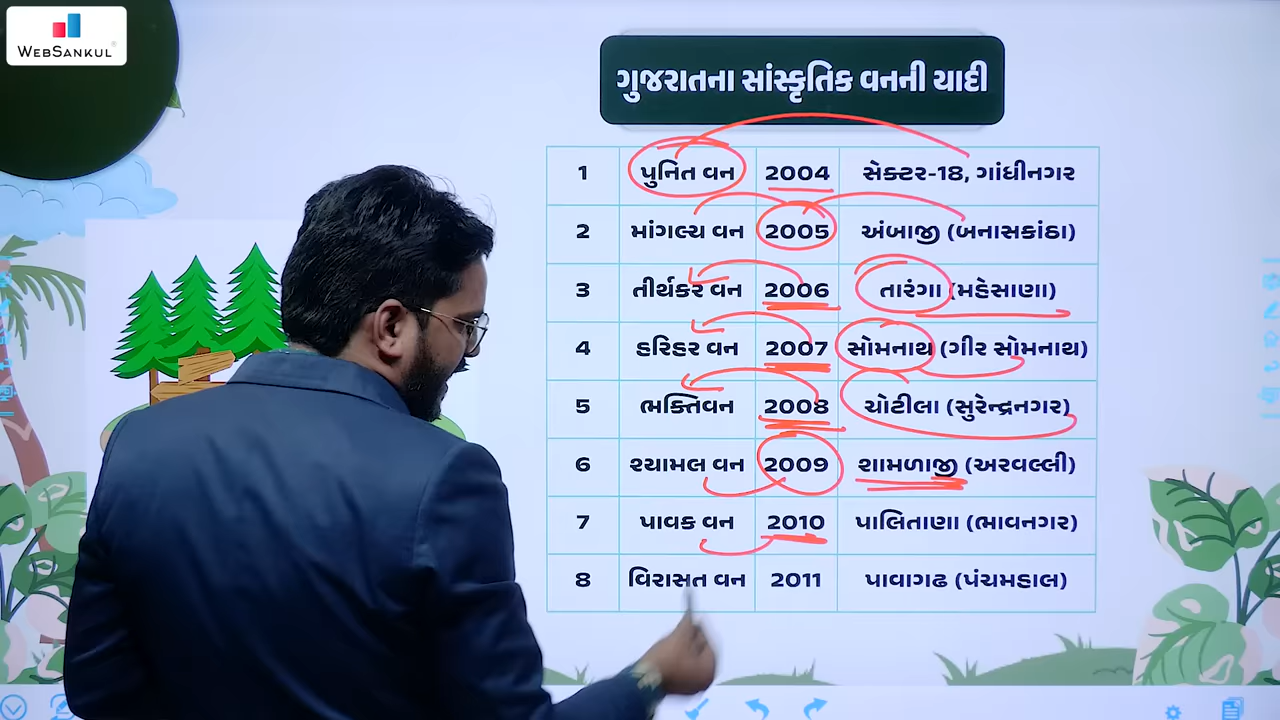 WEBSANKUL
ગુજરાતના સાંસ્કૃતિક વનની યાદી
1 પુનિત વન 2004 સેક્ટર-18, ગાંધીનગર
2 માંગલ્ય વન 2005 અંબાજી (બનાસકાંઠા)
3 તીર્થંકર વન 2006 તારંગા (મહેસાણા)
4 હરિહર વન 2007 સોમનાથ (ગીર સોમનાથ)
5 ભક્તિવન 2008 ચોટીલા (સુરેન્દ્રનગર)
6 શ્યામલ વન 2009 શામળાજી (અરવલ્લી)
7 પાવક વન 2010 પાલિતાણા (ભાવનગર)
8 વિરાસત વન 2011 પાવાગઢ (પંચમહાલ)